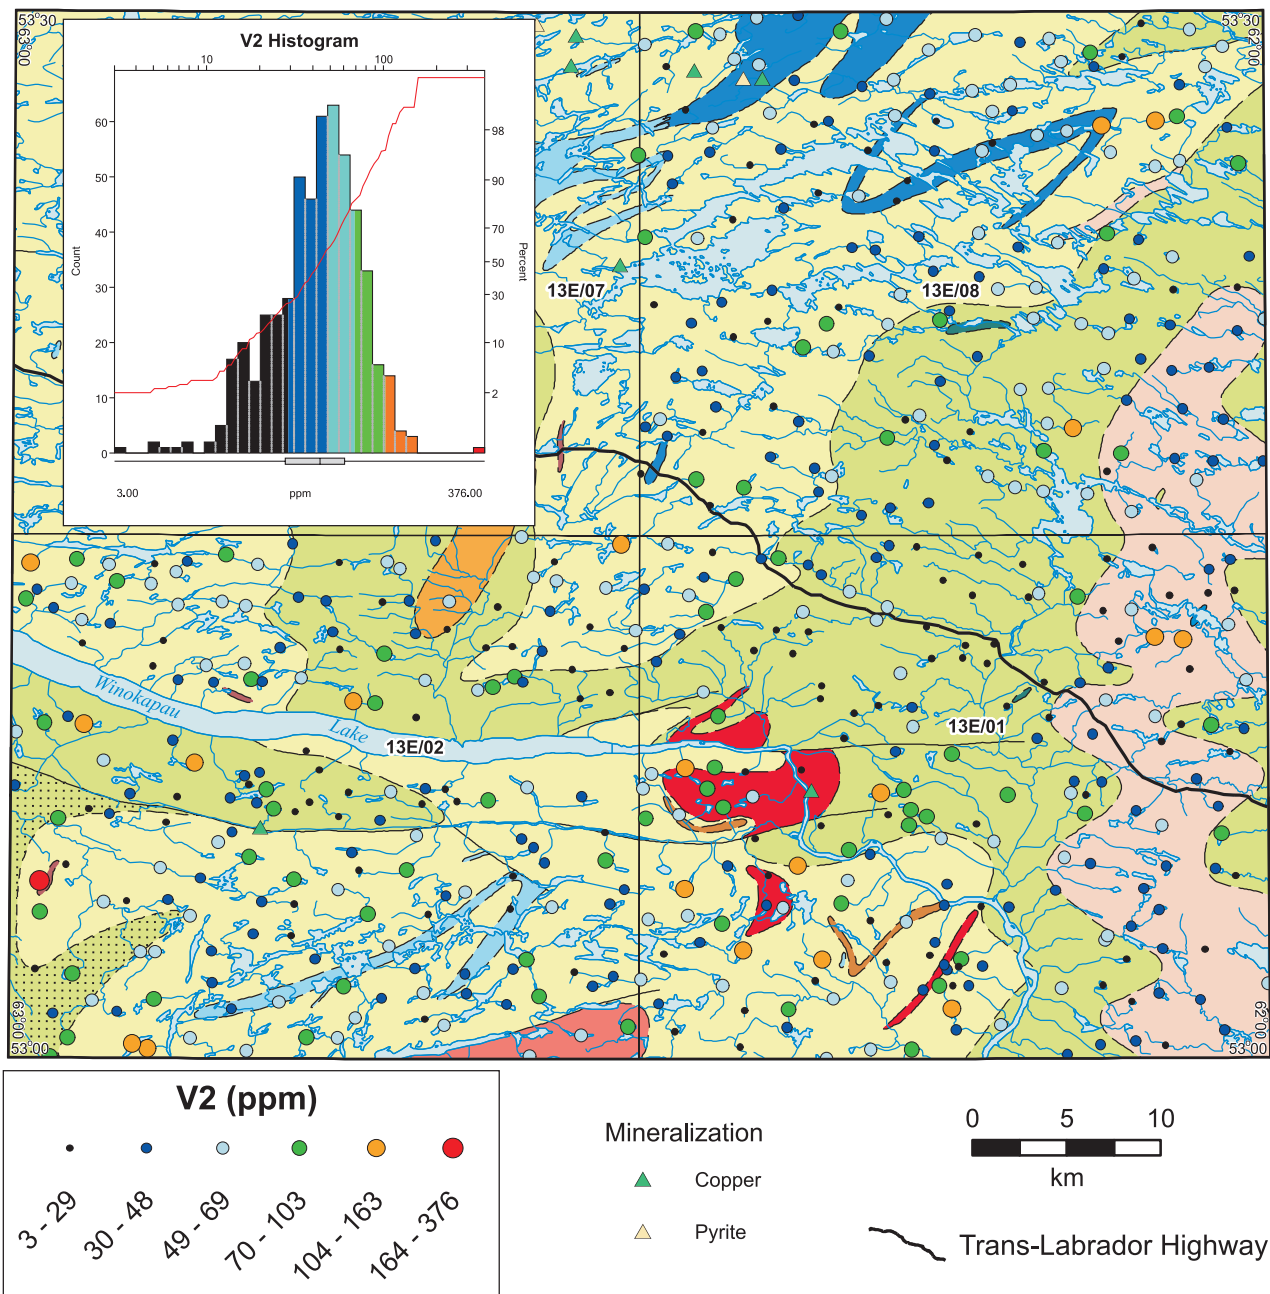 53°30
63°00
53°30
62°00
V2 Histogram
10
100
60
50
40
30
20
10
0
Count
98
90
70
50
30
10
2
Percent
3.00
ppm
376.00
13E/07
13E/08
Winokapau
Lake
13E/02
13E/01
63°00
53°00
62°00
53°00
V2 (ppm)
3 - 29
30 - 48
49 - 69
70 - 103
104 - 163
164 - 376
Mineralization
Copper
Pyrite
0 5 10
km
Trans-Labrador Highway